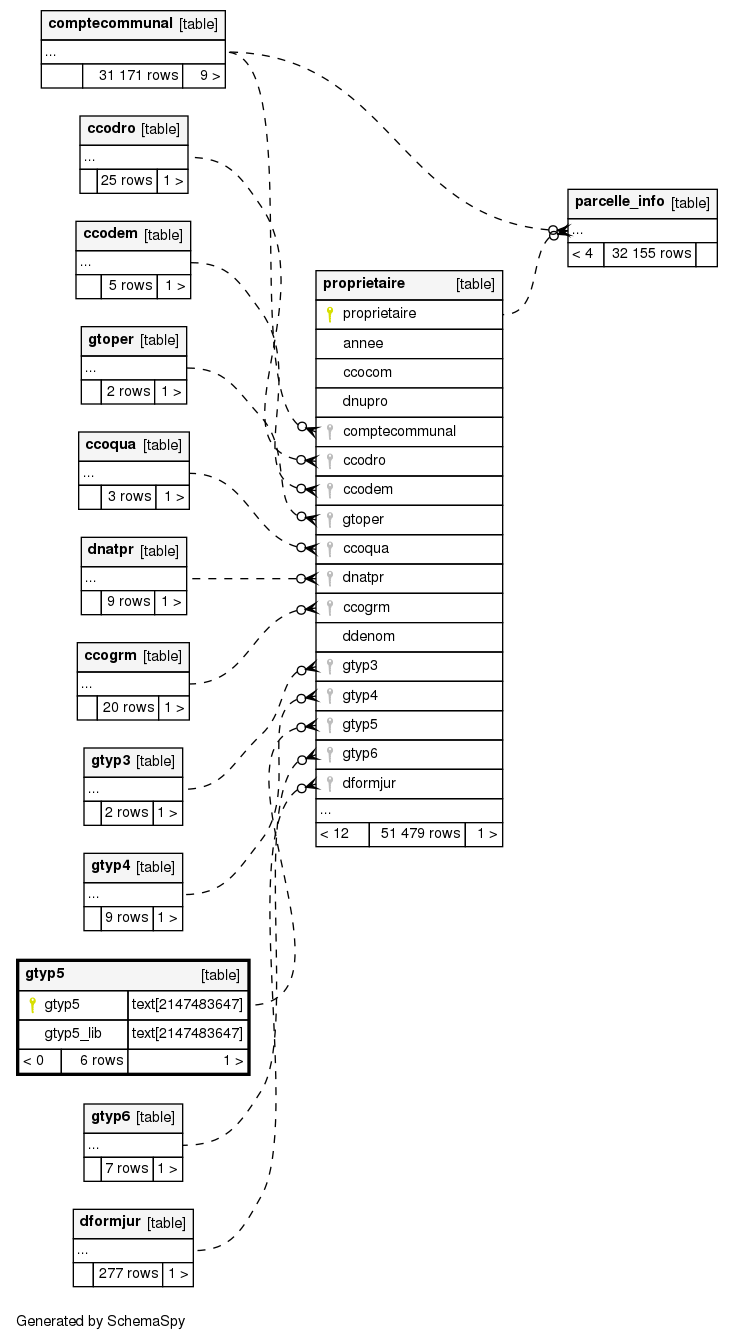 comptecommunal [table]
...
31 171 rows 9 >
ccodro [table]
...
25 rows 1 >
ccodem [table]
...
5 rows 1 >
gtoper [table]
...
2 rows 1 >
ccoqua [table]
...
3 rows 1 >
dnatpr [table]
...
9 rows 1 >
ccogrm [table]
...
20 rows 1 >
gtyp3 [table]
...
2 rows 1 >
gtyp4 [table]
...
9 rows 1 >
gtyp5 [table]
gtyp5 text[2147483647]
gtyp5_lib text[2147483647]
< 0 6 rows 1 >
gtyp6 [table]
...
7 rows 1 >
dformjur [table]
...
277 rows 1 >
proprietaire [table]
proprietaire
annee
ccocom
dnupro
comptecommunal
ccodro
ccodem
gtoper
ccoqua
dnatpr
ccogrm
ddenom
gtyp3
gtyp4
gtyp5
gtyp6
dformjur
...
< 12 51 479 rows 1 >
parcelle_info [table]
...
< 4 32 155 rows
Generated by SchemaSpy